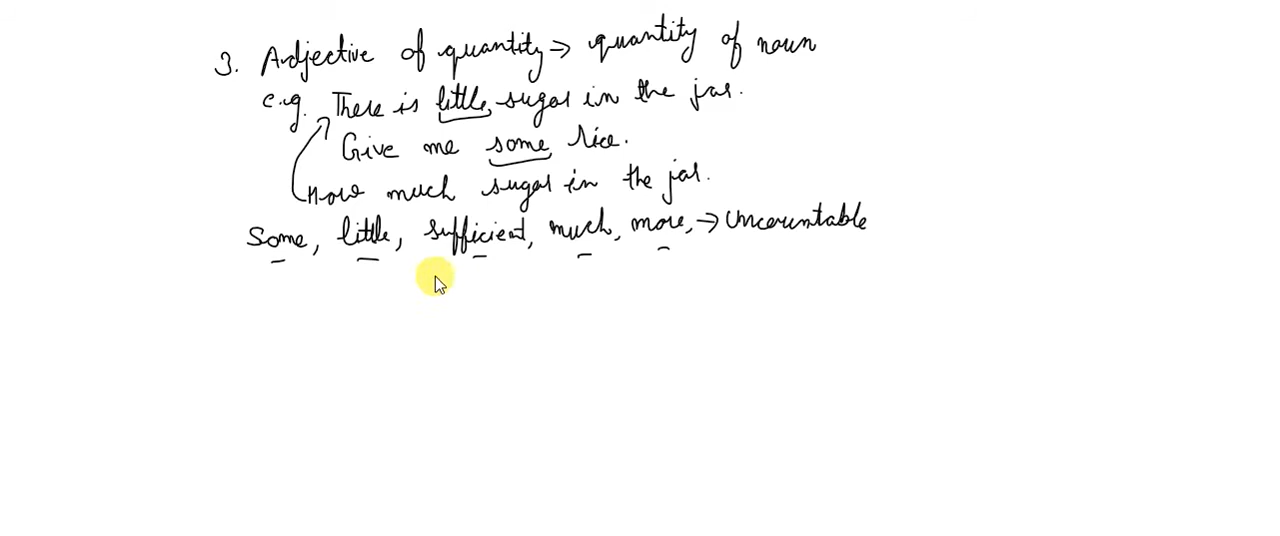 3. Adjective of quantity → quantity of noun
e.g. There is little sugar in the jar.
Give me some rice.
How much sugar in the jar.
Some, little, sufficient, much, more, → Uncountable